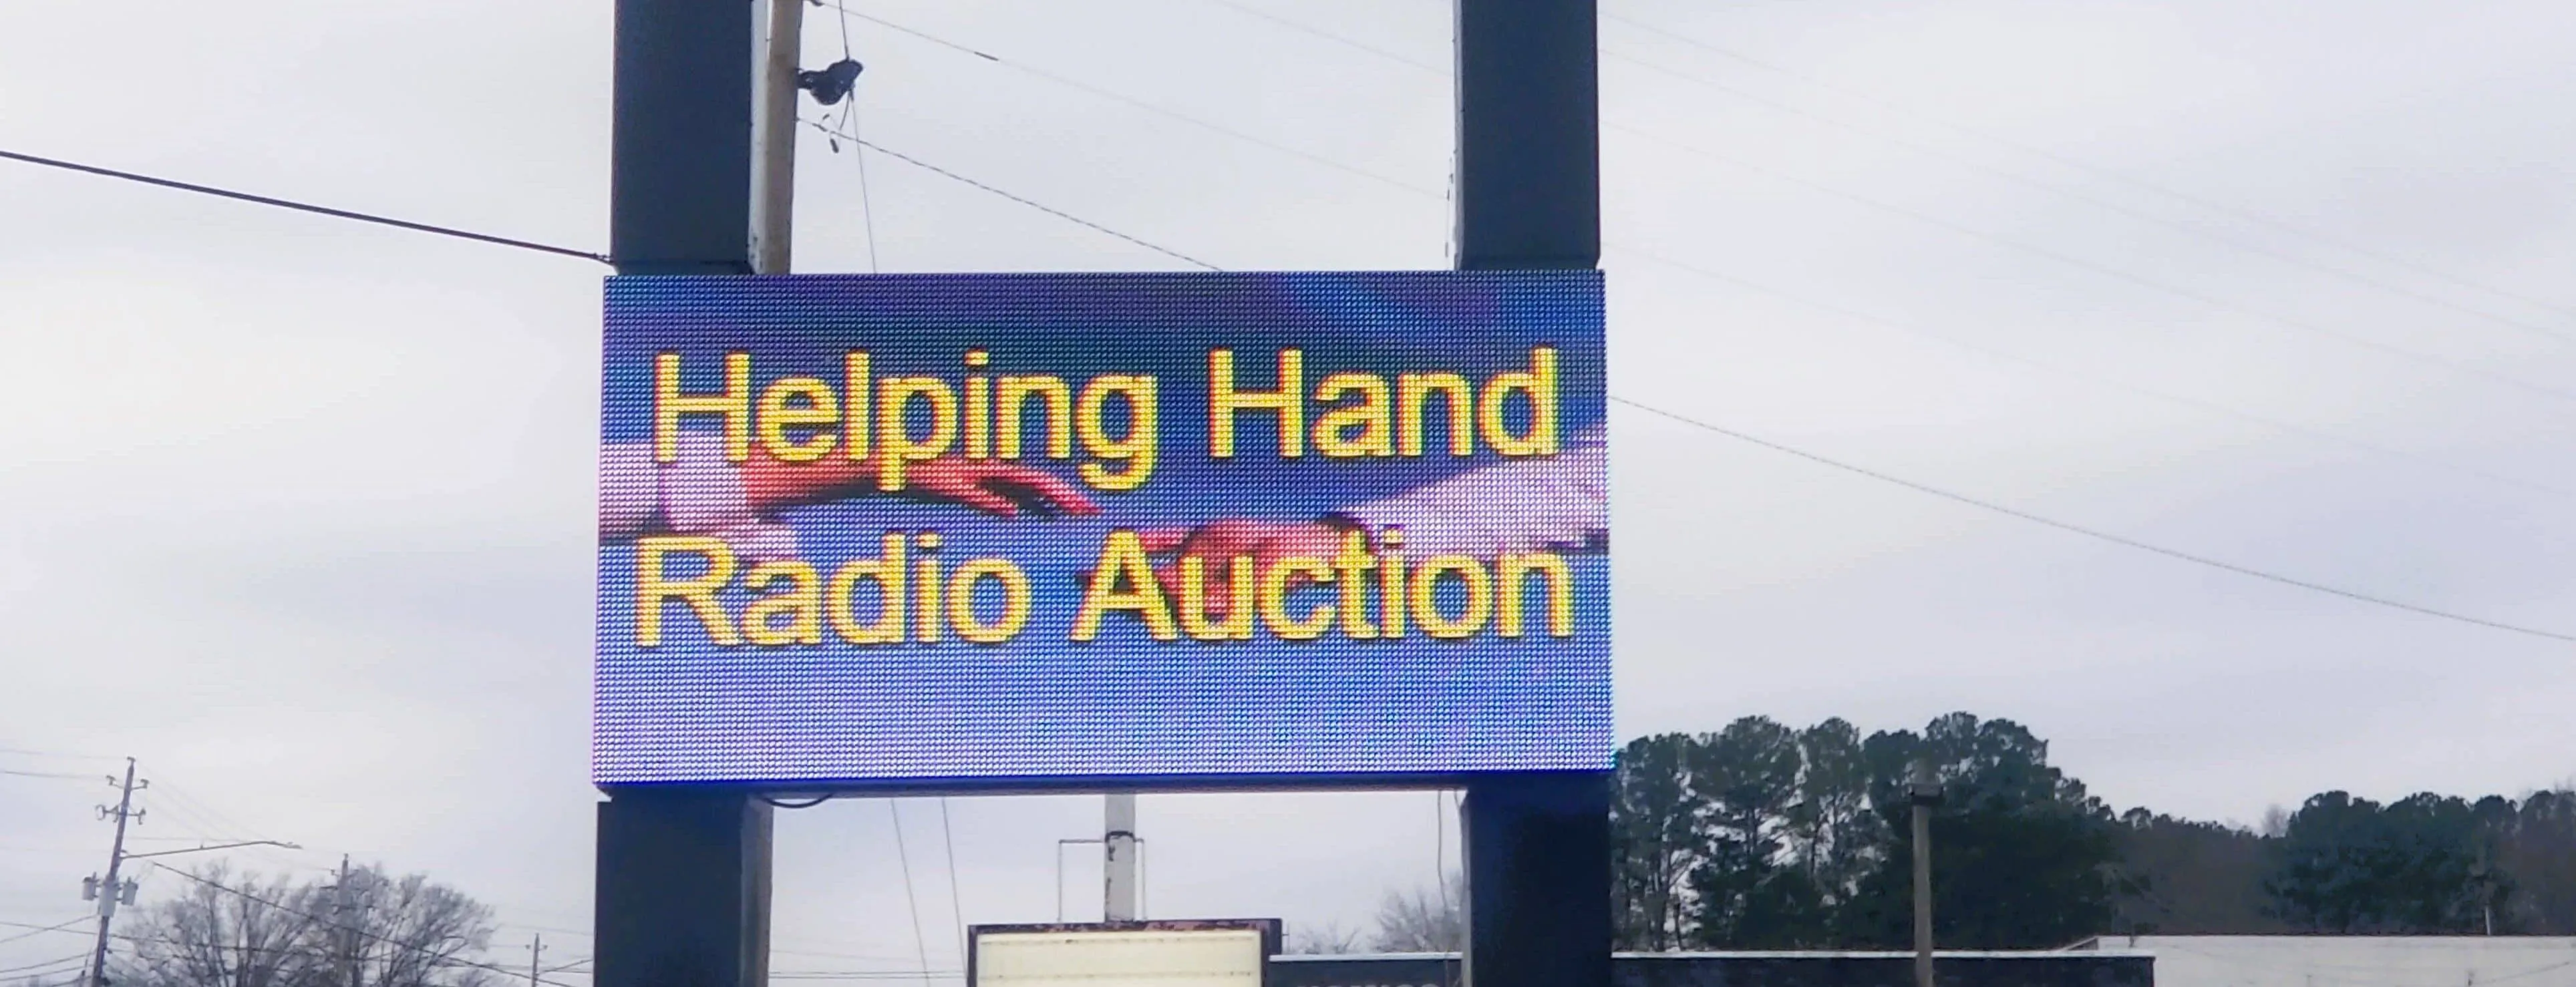 Helping Hand
Radio Auction